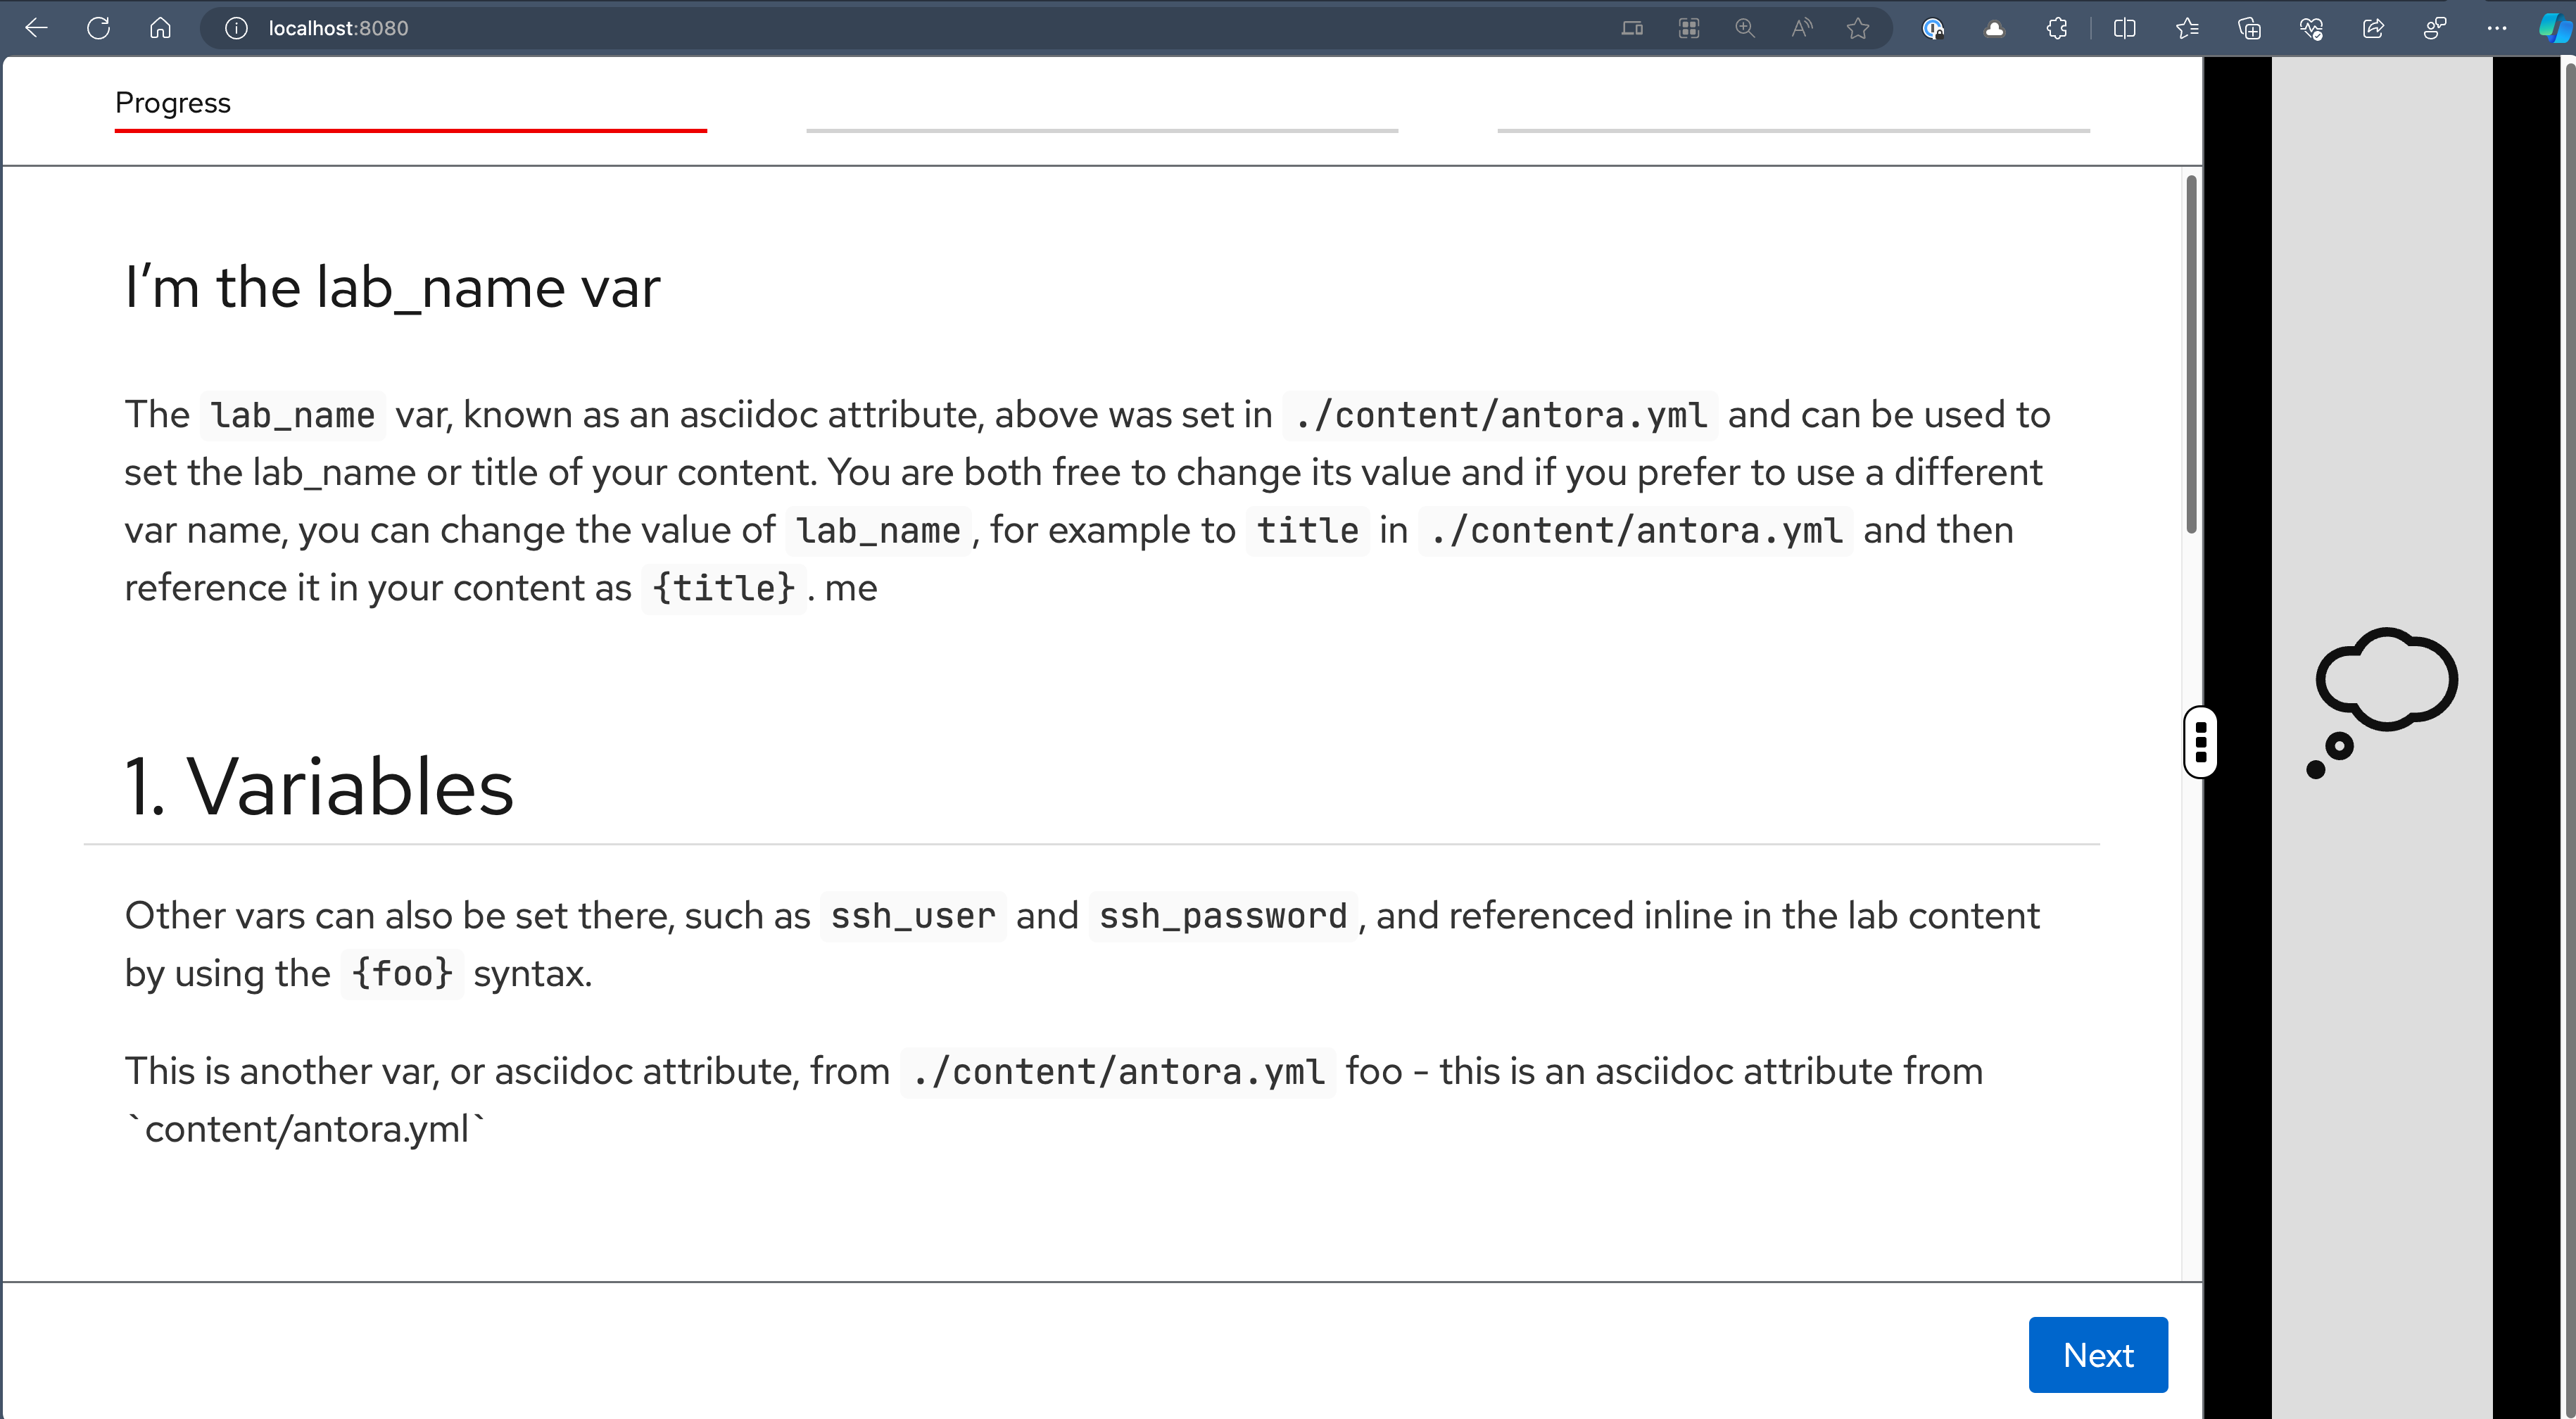 localhost:8080
Progress
I’m the lab_name var
The lab_name var, known as an asciidoc attribute, above was set in ./content/antora.yml and can be used to
set the lab_name or title of your content. You are both free to change its value and if you prefer to use a different
var name, you can change the value of lab_name, for example to title in ./content/antora.yml and then
reference it in your content as {title}. me
1. Variables
Other vars can also be set there, such as ssh_user and ssh_password, and referenced inline in the lab content
by using the {foo} syntax.
This is another var, or asciidoc attribute, from ./content/antora.yml foo - this is an asciidoc attribute from
`content/antora.yml`
Next